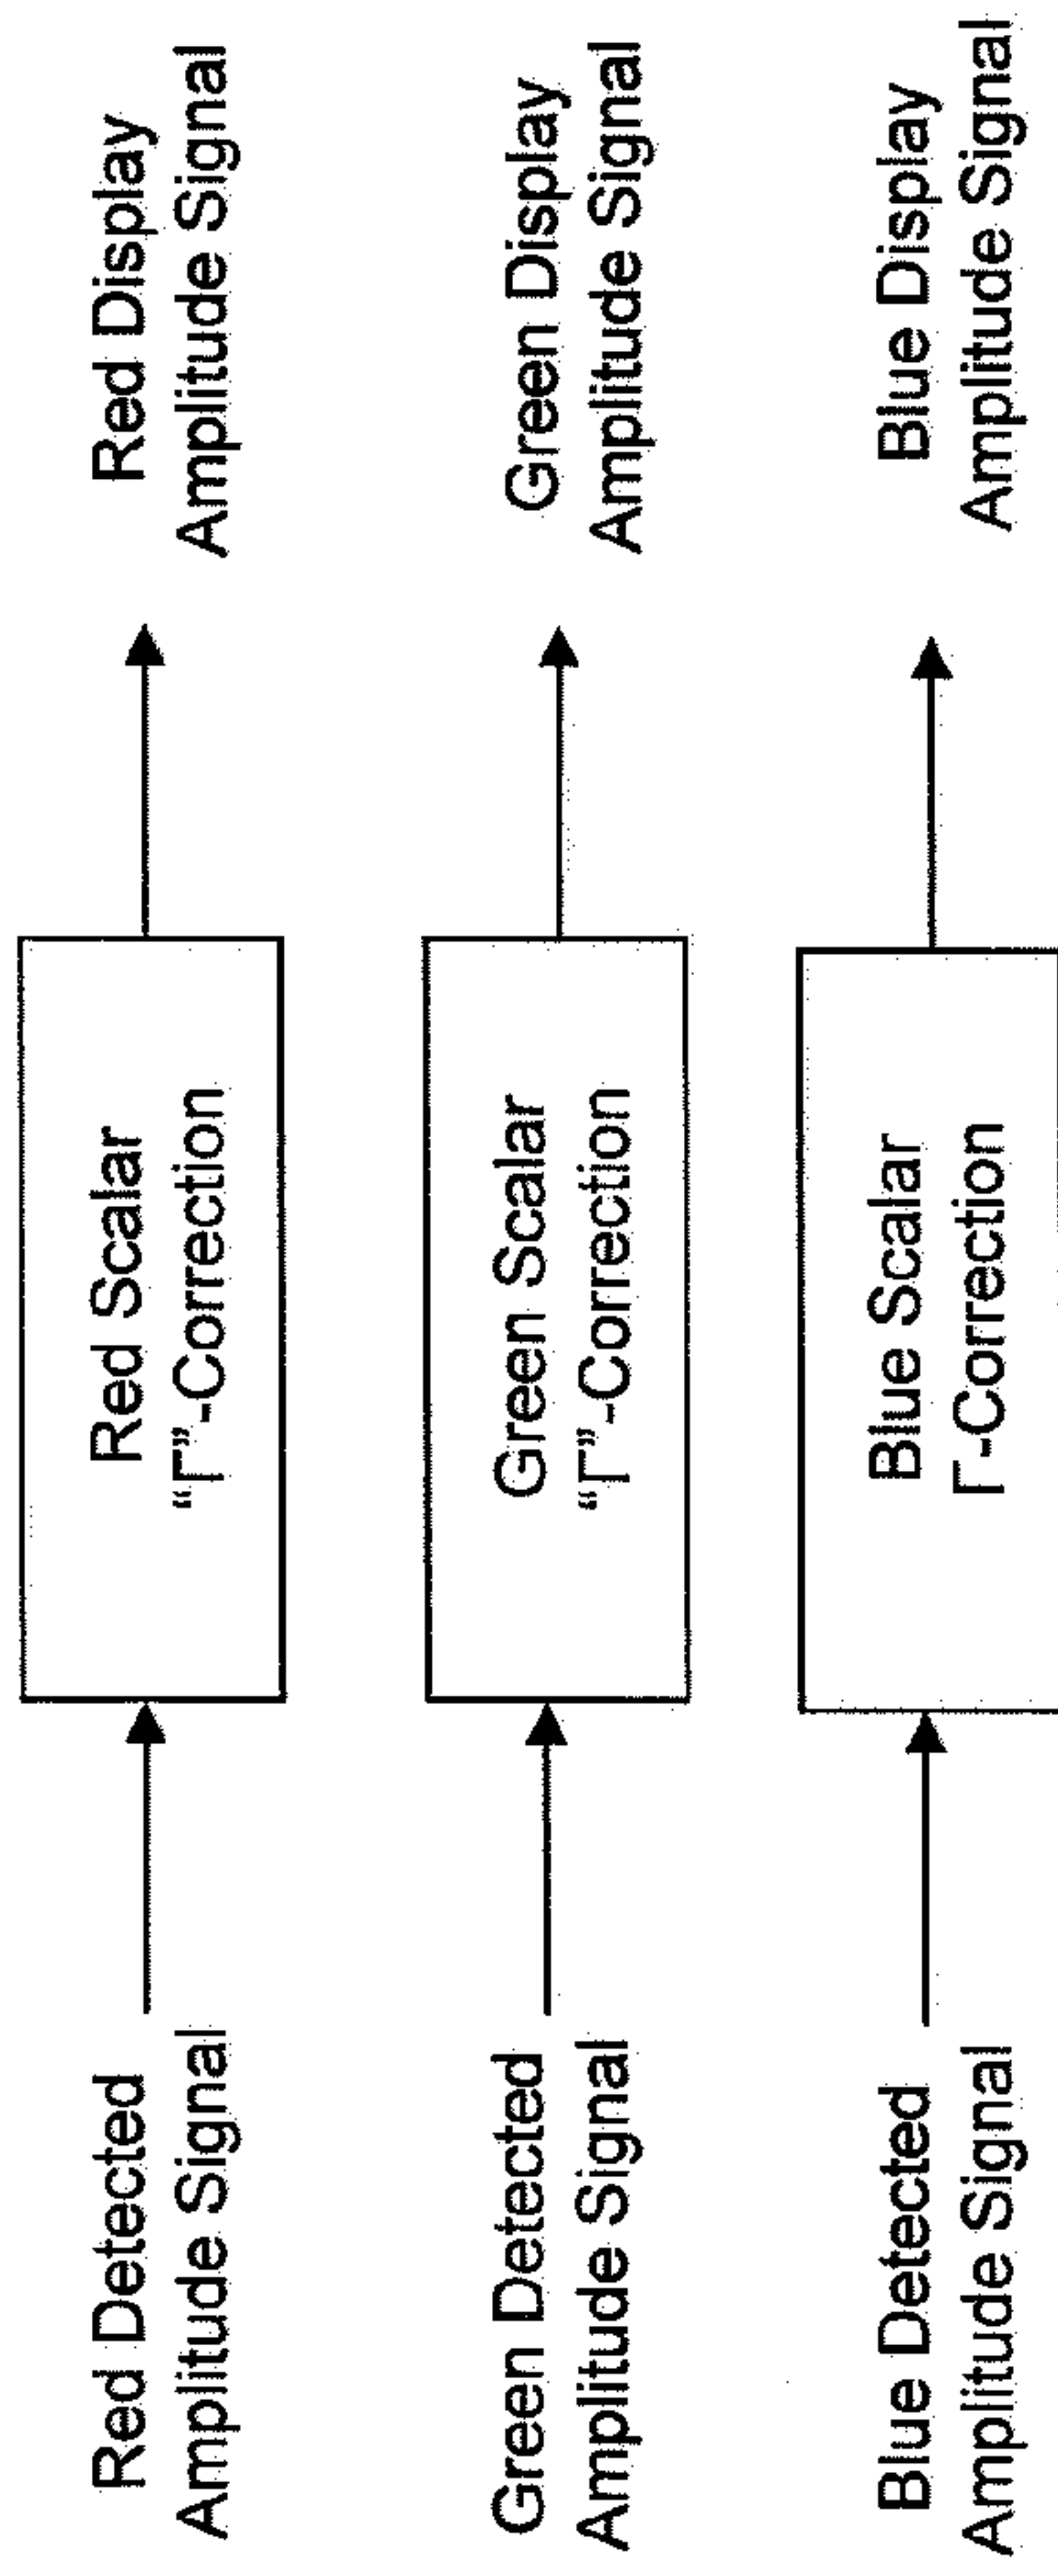 Red Detected
Amplitude Signal
Red Scalar
“Γ”-Correction
Red Display
Amplitude Signal
Green Detected
Amplitude Signal
Green Scalar
“Γ”-Correction
Green Display
Amplitude Signal
Blue Detected
Amplitude Signal
Blue Scalar
Γ-Correction
Blue Display
Amplitude Signal